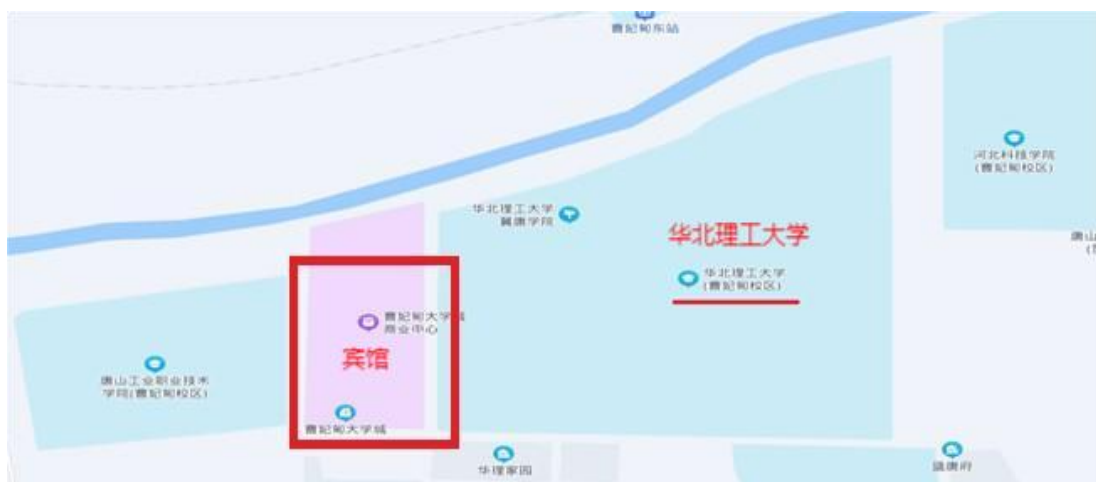 曹妃甸东站
河北科技学院
(曹妃甸校区)
华北理工大学
冀唐学院
华北理工大学
华北理工大学
(曹妃甸校区)
唐山
曹妃甸大学城
商业中心
宾馆
唐山工业职业技术
学院(曹妃甸校区)
曹妃甸大学城
华理家园
盛唐府